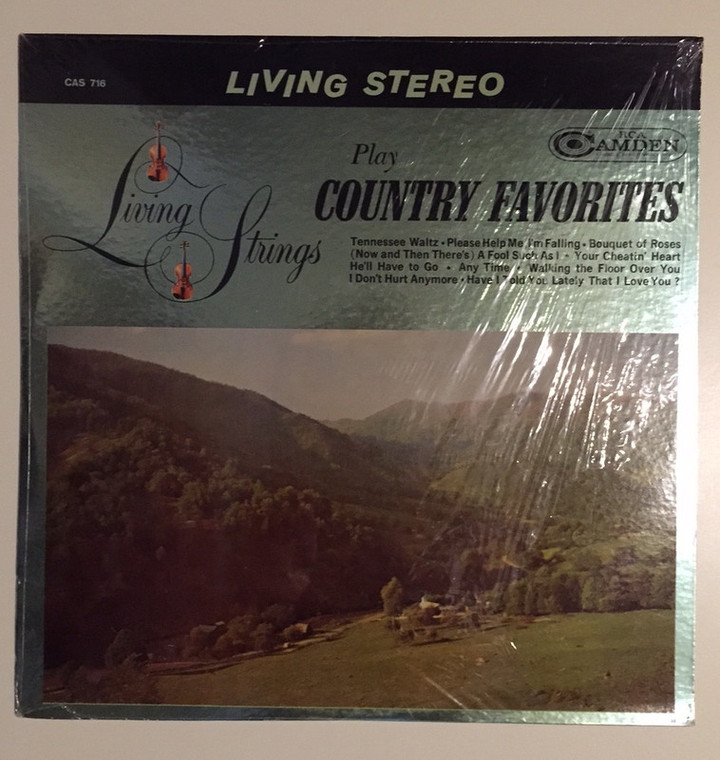 LIVING STEREO
CAS 716
RCA
CAMDEN
Living Strings
Play
COUNTRY FAVORITES
Tennessee Waltz • Please Help Me I'm Falling • Bouquet of Roses
(Now and Then There's) A Fool Such As I • Your Cheatin' Heart
He'll Have to Go • Any Time • Walking the Floor Over You
I Don't Hurt Anymore • Have I Told You Lately That I Love You ?